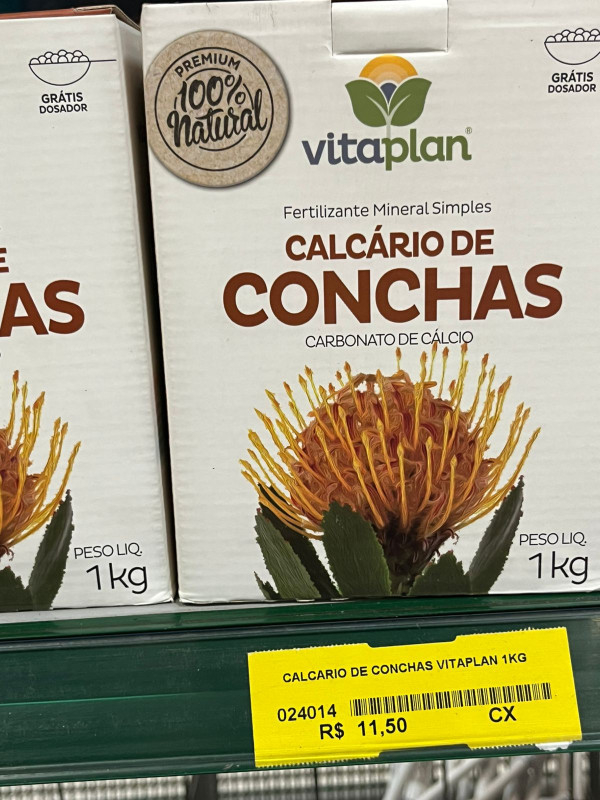 GRÁTIS
DOSADOR
AS
PESO LIQ.
1kg
PREMIUM
100%
Natural
vitaplan®
GRÁTIS
DOSADOR
Fertilizante Mineral Simples
CALCÁRIO DE
CONCHAS
CARBONATO DE CÁLCIO
PESO LIQ.
1kg
CALCARIO DE CONCHAS VITAPLAN 1KG
024014
R$ 11,50
CX